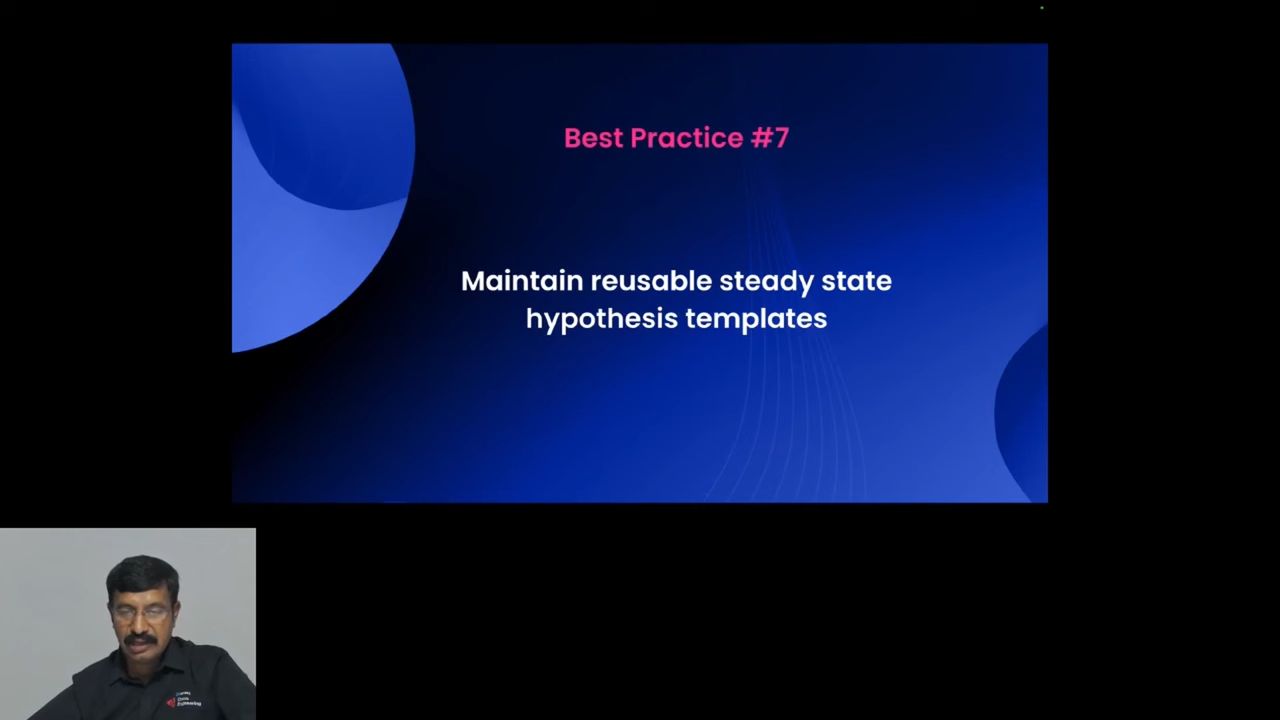 Best Practice #7
Maintain reusable steady state
hypothesis templates